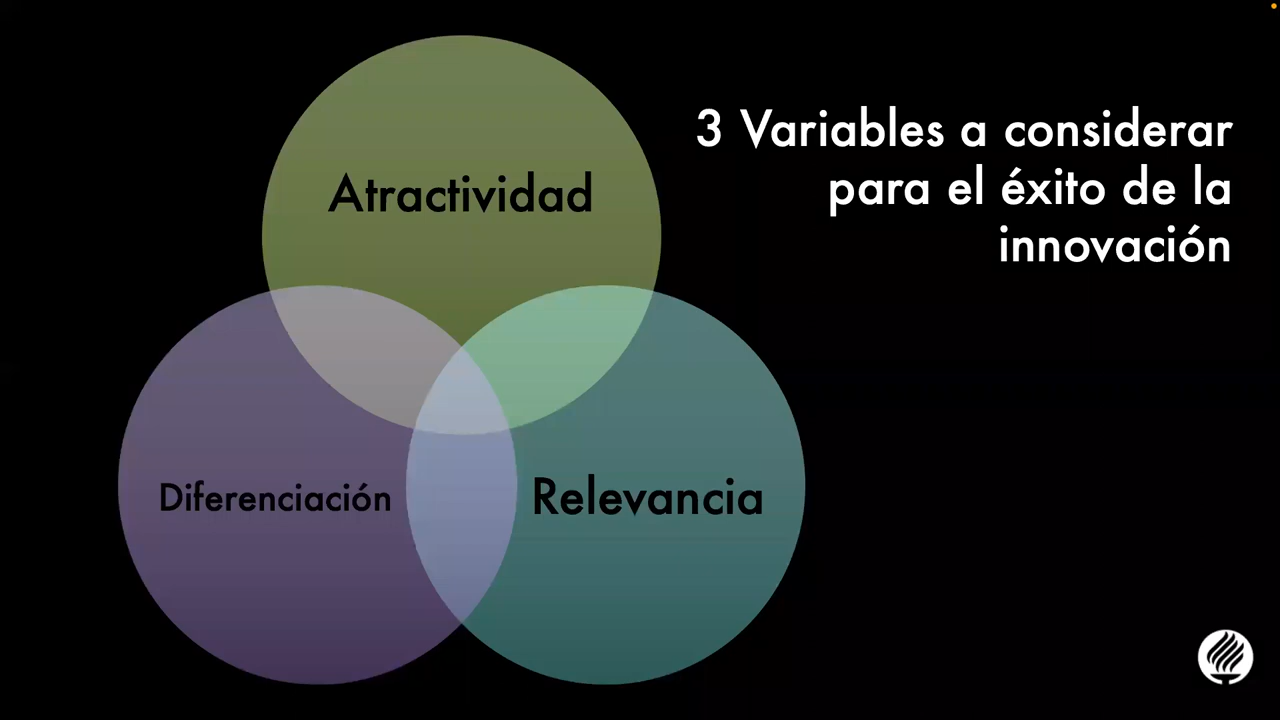 3 Variables a considerar
para el éxito de la
innovación
Atractividad
Diferenciación
Relevancia